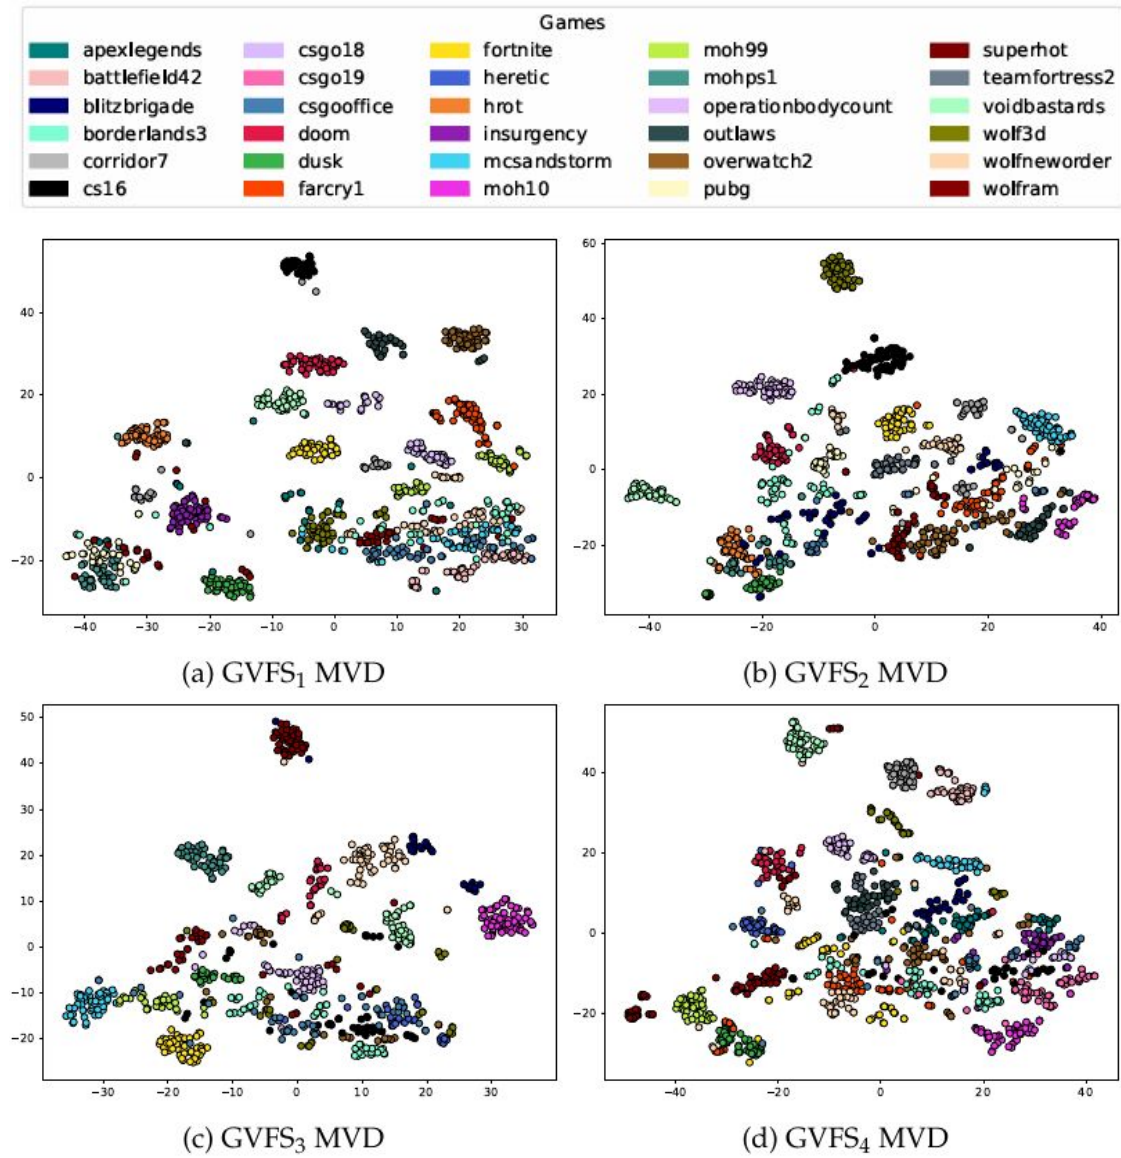 Games
apexlegends csgo18 fortnite moh99 superhot
battlefield42 csgo19 heretic mohps1 teamfortress2
blitzbrigade csgooffice hrot operationbodycount voidbastards
borderlands3 doom insurgency outlaws wolf3d
corridor7 dusk mcsandstorm overwatch2 wolfneworder
cs16 farcry1 moh10 pubg wolfram
40
20
0
−20
−40 −30 −20 −10 0 10 20 30
(a) GVFS1 MVD
60
40
20
0
−20
−40 −20 0 20 40
(b) GVFS2 MVD
50
40
30
20
10
0
−10
−20
−30 −20 −10 0 10 20 30
(c) GVFS3 MVD
40
20
0
−20
−40 −20 0 20 40
(d) GVFS4 MVD